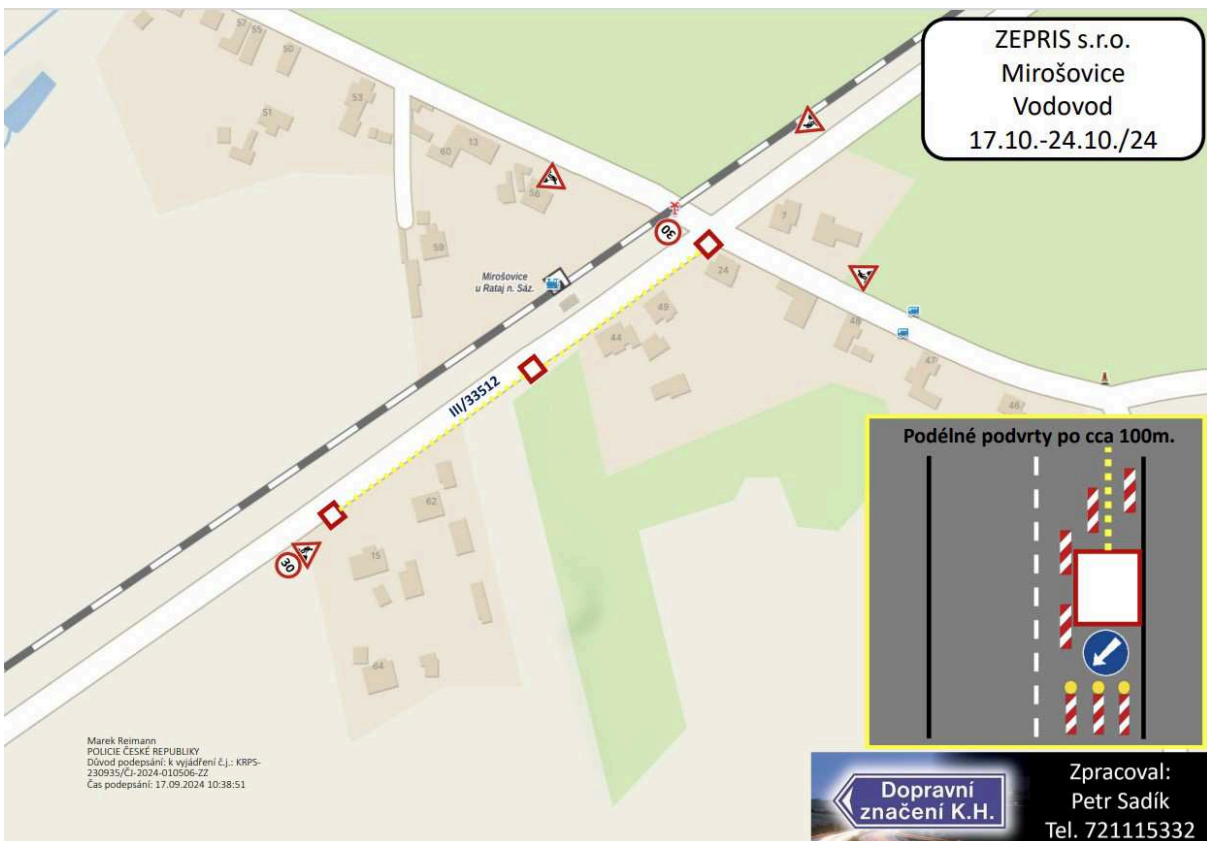 ZEPRIS s.r.o.
Mirošovice
Vodovod
17.10.-24.10./24
57
55
50
53
51
60
13
56
59
30
7
24
Mirošovice
u Rataj n. Sáz.
49
44
48
47
46
III/33512
62
15
30
64
Podélné podvrty po cca 100m.
Marek Reimann
POLICIE ČESKÉ REPUBLIKY
Důvod podepsání: k vyjádření č.j.: KRPS-
230935/ČJ-2024-010506-ZZ
Čas podepsání: 17.09.2024 10:38:51
Dopravní
značení K.H.
Zpracoval:
Petr Sadík
Tel. 721115332